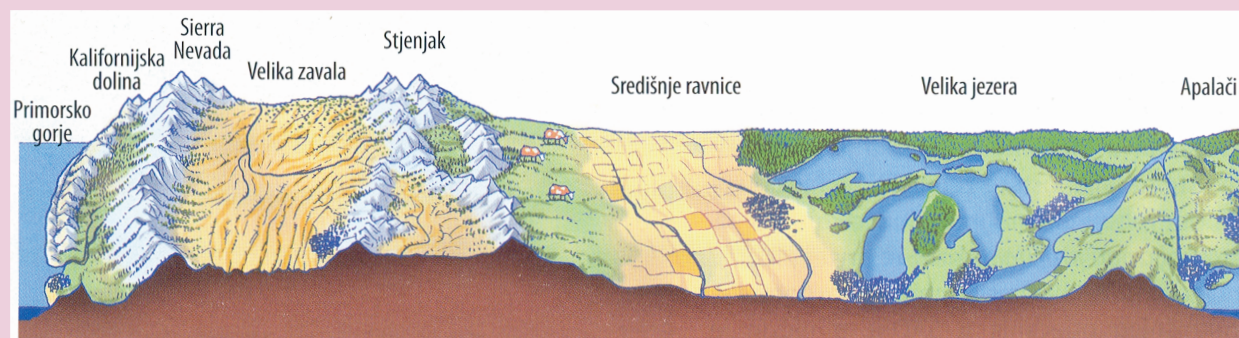 Primorsko
gorje
Kalifornijska
dolina
Sierra
Nevada
Velika zavala
Stjenjak
Središnje ravnice
Velika jezera
Apalači